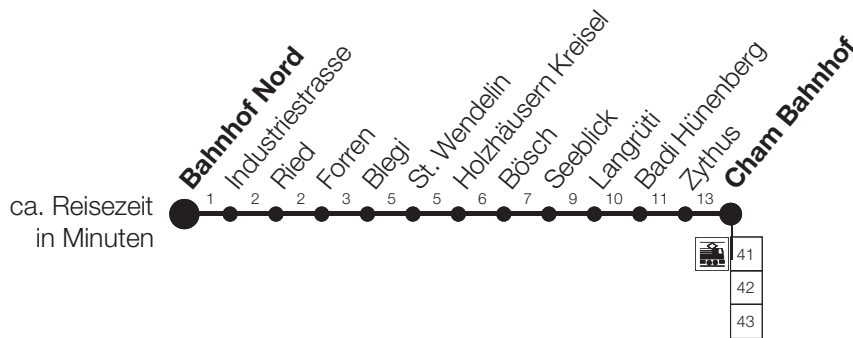 Bahnhof Nord
Industriestrasse
Ried
Forren
Blegi
St. Wendelin
Holzhäusern Kreisel
Bösch
Seeblick
Langrüti
Badi Hünenberg
Zythus
Cham Bahnhof
ca. Reisezeit
in Minuten
1 2 2 3 5 5 6 7 9 10 11 13
41
42
43